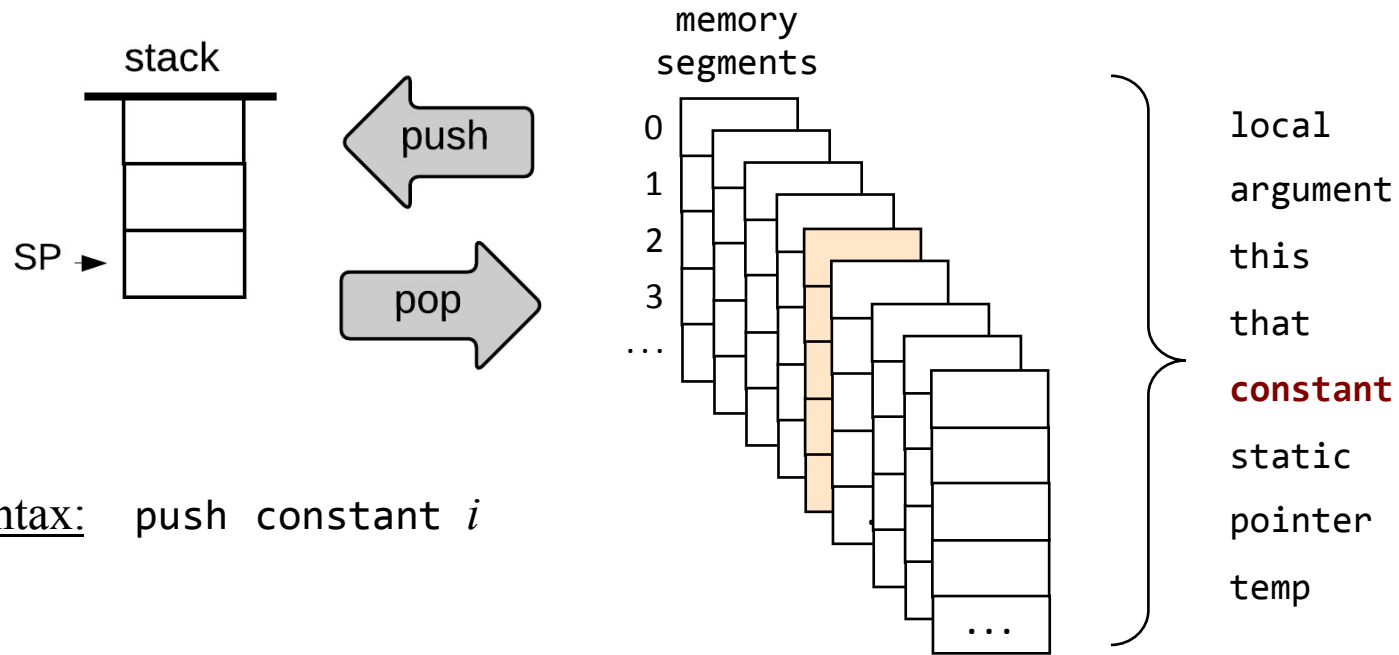 memory
segments
stack
push
pop
SP
0
1
2
3
...
local
argument
this
that
constant
static
pointer
temp
...
ntax: push constant i